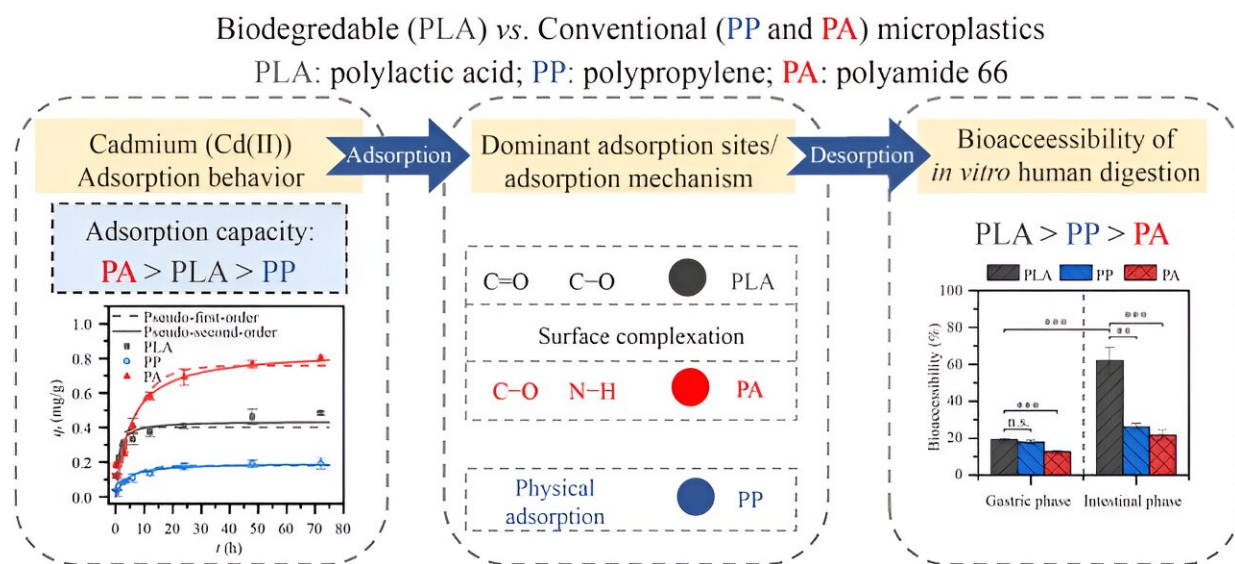 Biodegredable (PLA) vs. Conventional (PP and PA) microplastics
PLA: polylactic acid; PP: polypropylene; PA: polyamide 66
Cadmium (Cd(II))
Adsorption behavior
Adsorption
Dominant adsorption sites/
adsorption mechanism
Desorption
Bioacceessibility of
in vitro human digestion
Adsorption capacity:
PA > PLA > PP
Pseudo-first-order
Pseudo-second-order
PLA
PP
PA
1.0
0.8
0.6
0.4
0.2
0.0
qt (mg/g)
0 10 20 30 40 50 60 70 80
t (h)
C=O C−O PLA
Surface complexation
C−O N−H PA
Physical
adsorption
PP
PLA > PP > PA
PLA PP PA
100
80
60
40
20
0
Bioaccessibility (%)
n.s.
Gastric phase Intestinal phase